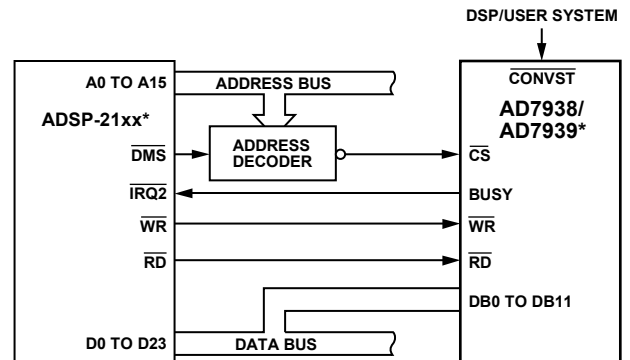 DSP/USER SYSTEM
A0 TO A15
ADDRESS BUS
CONVST
ADSP-21xx*
AD7938/
AD7939*
ADDRESS
DECODER
DMS
CS
IRQ2
BUSY
WR
WR
RD
RD
DB0 TO DB11
D0 TO D23
DATA BUS